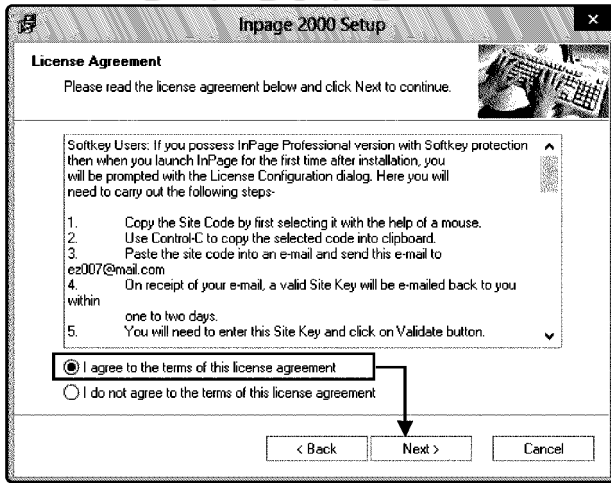 Inpage 2000 Setup
License Agreement
Please read the license agreement below and click Next to continue.
Softkey Users: If you possess InPage Professional version with Softkey protection
then when you launch InPage for the first time after installation, you
will be prompted with the License Configuration dialog. Here you will
need to carry out the following steps-
1. Copy the Site Code by first selecting it with the help of a mouse.
2. Use Control-C to copy the selected code into clipboard.
3. Paste the site code into an e-mail and send this e-mail to
ez007@mail.com
4. On receipt of your e-mail, a valid Site Key will be e-mailed back to you
within
one to two days.
5. You will need to enter this Site Key and click on Validate button.
I agree to the terms of this license agreement
I do not agree to the terms of this license agreement
< Back Next > Cancel